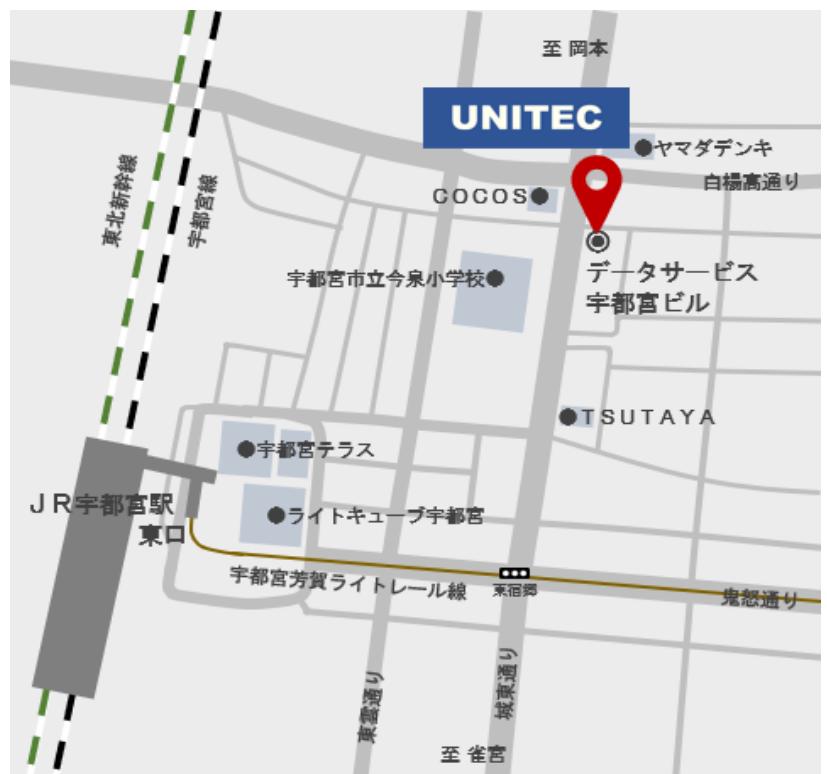 至 岡本
UNITEC
ヤマダデンキ
白楊高通り
COCOS
東北新幹線
宇都宮線
宇都宮市立今泉小学校
データサービス
宇都宮ビル
TSUTAYA
宇都宮テラス
JR宇都宮駅
東口
ライトキューブ宇都宮
宇都宮芳賀ライトレール線
東宿郷
鬼怒通り
東雲通り
城東通り
至 雀宮